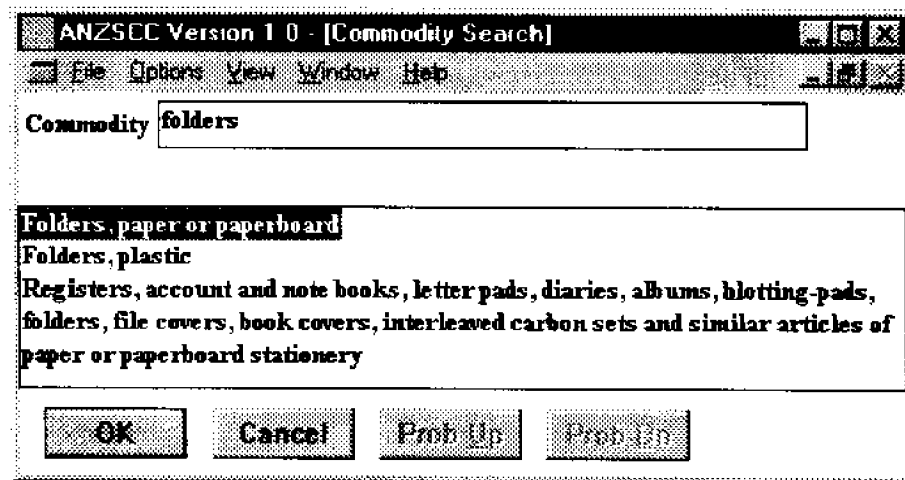 ANZSCC Version 1 0 - [Commodity Search]
File Options View Window Help
Commodity folders
Folders, paper or paperboard
Folders, plastic
Registers, account and note books, letter pads, diaries, albums, blotting-pads,
folders, file covers, book covers, interleaved carbon sets and similar articles of
paper or paperboard stationery
OK Cancel Prob Up Prob Dn